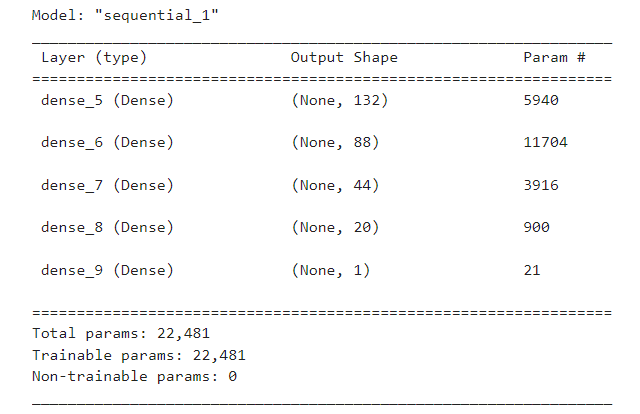 Model: "sequential_1"
_________________________________________________________________
Layer (type) Output Shape Param #
=================================================================
dense_5 (Dense) (None, 132) 5940
dense_6 (Dense) (None, 88) 11704
dense_7 (Dense) (None, 44) 3916
dense_8 (Dense) (None, 20) 900
dense_9 (Dense) (None, 1) 21
=================================================================
Total params: 22,481
Trainable params: 22,481
Non-trainable params: 0
_________________________________________________________________